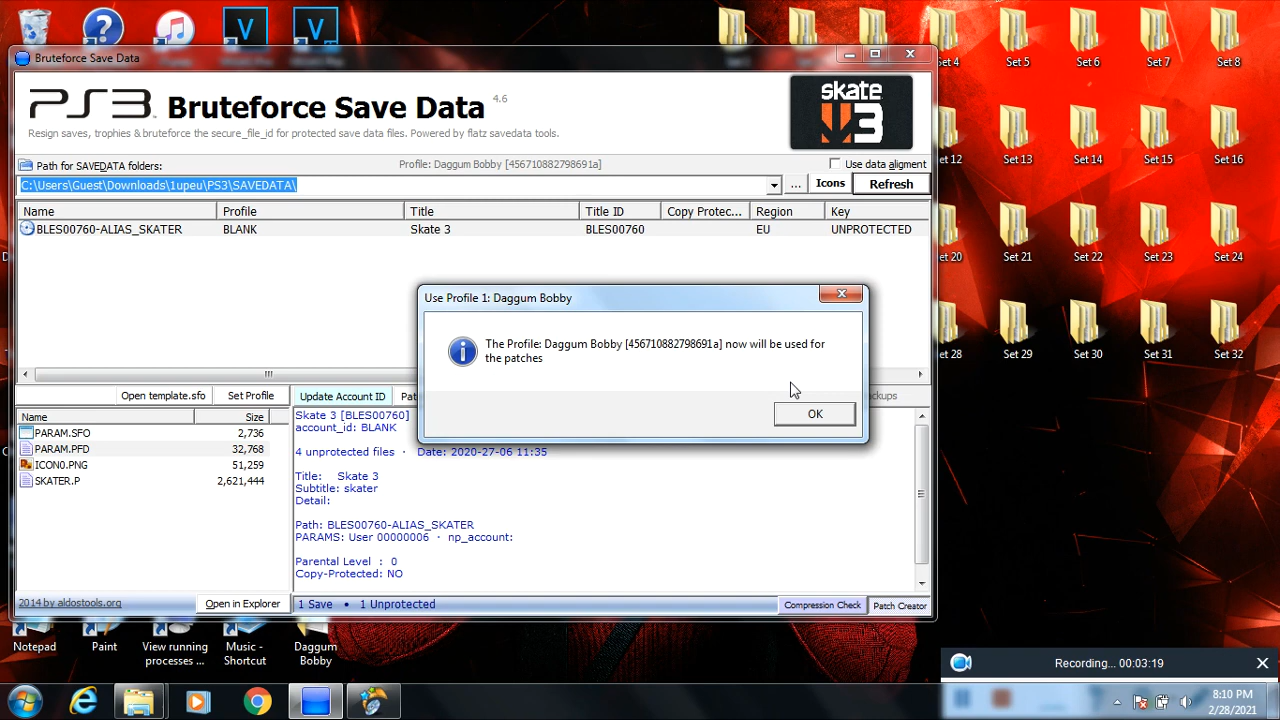 Bruteforce Save Data
PS3 Bruteforce Save Data 4.6
skate 3
Resign saves, trophies & bruteforce the secure_file_id for protected save data files. Powered by flatz savedata tools.
Path for SAVEDATA folders:
Profile: Daggum Bobby [456710882798691a]
Use data aligment
C:\Users\Guest\Downloads\1upeu\PS3\SAVEDATA\
...
Icons
Refresh
Name Profile Title Title ID Copy Protec... Region Key
BLES00760-ALIAS_SKATER BLANK Skate 3 BLES00760 EU UNPROTECTED
Use Profile 1: Daggum Bobby
The Profile: Daggum Bobby [456710882798691a] now will be used for
the patches
OK
Open template.sfo
Set Profile
Update Account ID
Pat
ckups
Name Size
PARAM.SFO 2,736
PARAM.PFD 32,768
ICON0.PNG 51,259
SKATER.P 2,621,444
Skate 3 [BLES00760]
account_id: BLANK
4 unprotected files · Date: 2020-27-06 11:35
Title: Skate 3
Subtitle: skater
Detail:
Path: BLES00760-ALIAS_SKATER
PARAMS: User 00000006 · np_account:
Parental Level : 0
Copy-Protected: NO
2014 by aldostools.org
Open in Explorer
1 Save • 1 Unprotected
Compression Check
Patch Creator
et 4
Set 5
Set 6
Set 7
Set 8
et 12
Set 13
Set 14
Set 15
Set 16
et 20
Set 21
Set 22
Set 23
Set 24
et 28
Set 29
Set 30
Set 31
Set 32
Notepad
Paint
View running
processes ...
Music -
Shortcut
Daggum
Bobby
Recording... 00:03:19
8:10 PM
2/28/2021